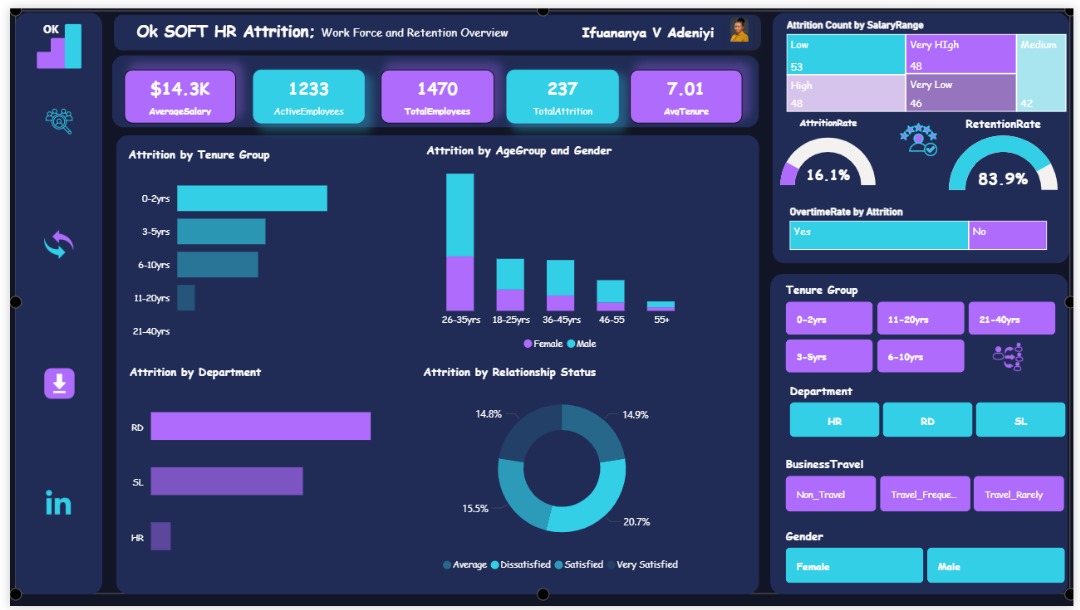 OK
Ok SOFT HR Attrition; Work Force and Retention Overview
Ifuananya V Adeniyi
$14.3K
AverageSalary
1233
ActiveEmployees
1470
TotalEmployees
237
TotalAttrition
7.01
AvgTenure
Attrition by Tenure Group
0-2yrs
3-5yrs
6-10yrs
11-20yrs
21-40yrs
Attrition by AgeGroup and Gender
26-35yrs 18-25yrs 36-45yrs 46-55 55+
Female Male
Attrition by Department
RD
SL
HR
Attrition by Relationship Status
14.8% 14.9%
15.5% 20.7%
Average Dissatisfied Satisfied Very Satisfied
in
Attrition Count by SalaryRange
Low
53
Very HIgh
48
Medium
42
High
48
Very Low
46
AttritionRate
16.1%
RetentionRate
83.9%
OvertimeRate by Attrition
Yes No
Tenure Group
0-2yrs 11-20yrs 21-40yrs
3-5yrs 6-10yrs
Department
HR RD SL
BusinessTravel
Non_Travel Travel_Freque... Travel_Rarely
Gender
Female Male